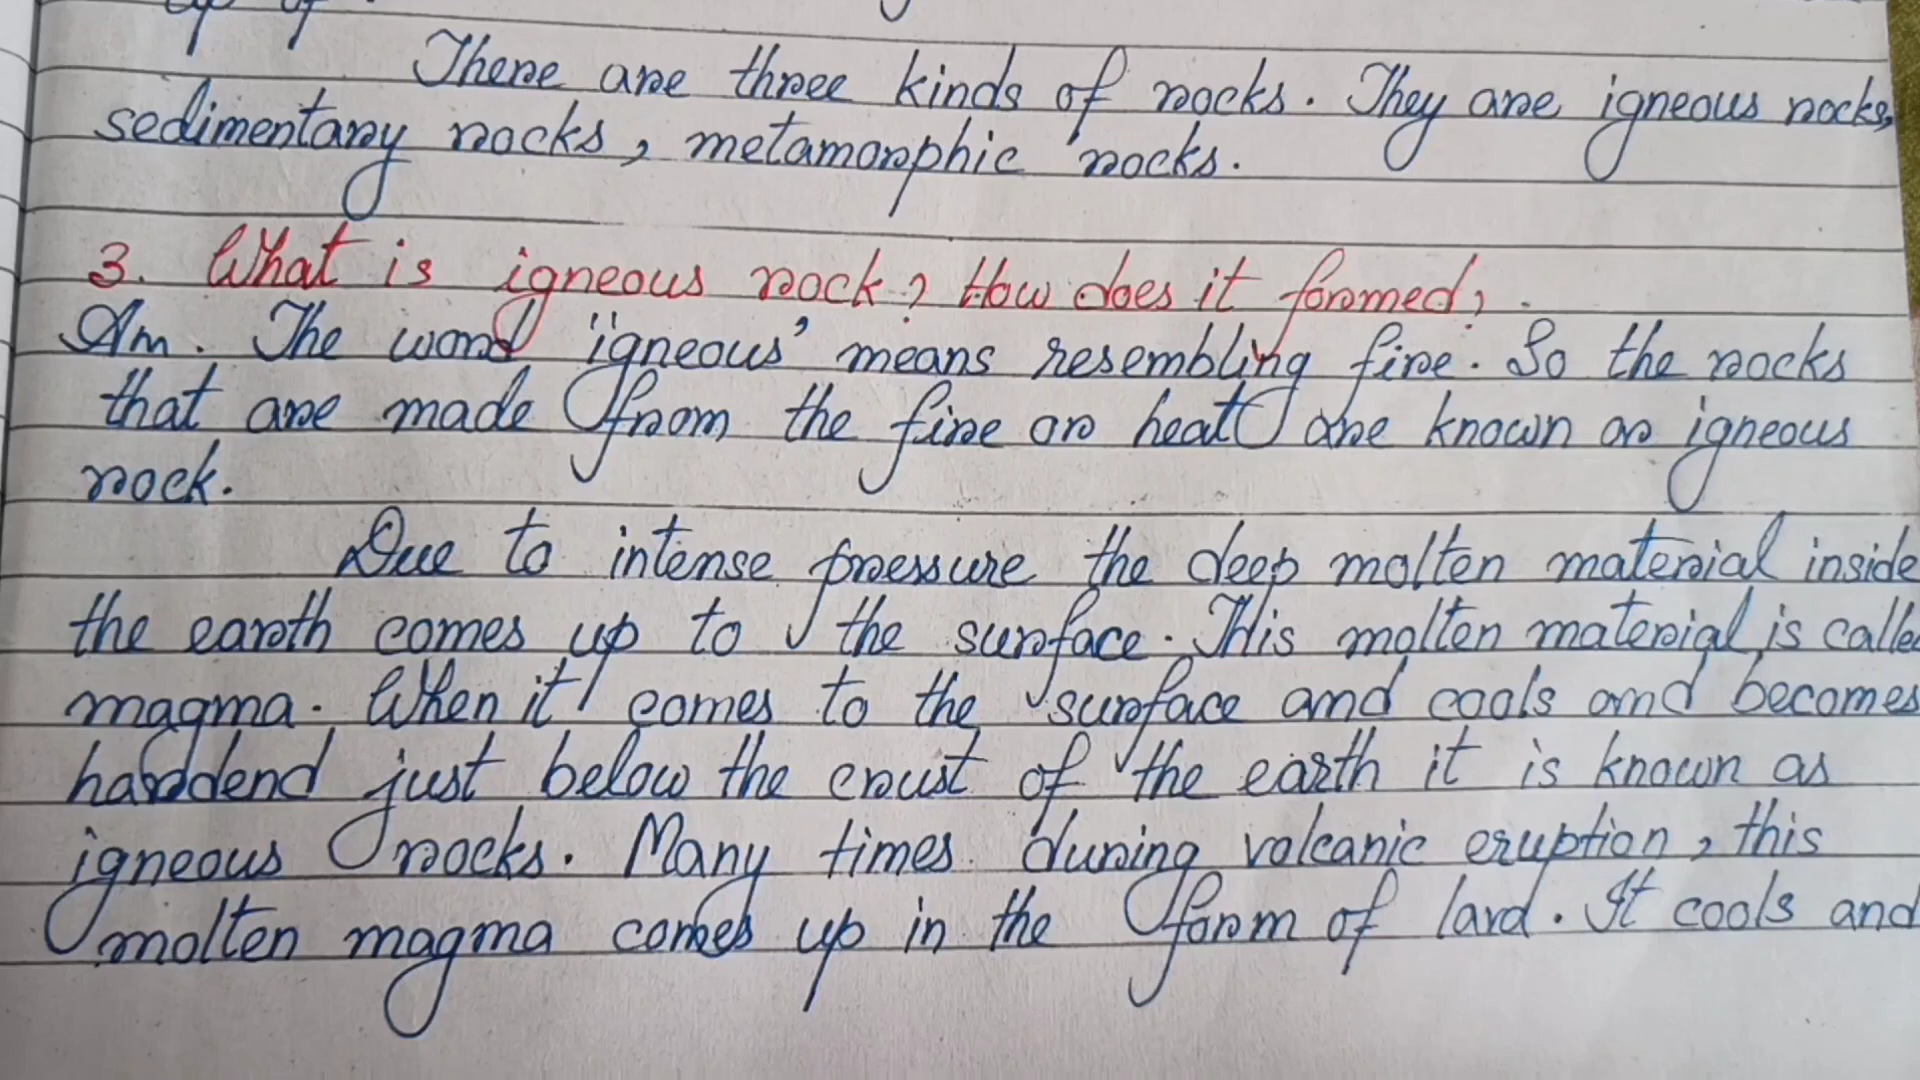 up of.
There are three kinds of rocks. They are igneous rocks,
sedimentary rocks, metamorphic rocks.
3. What is igneous rock? How does it formed?
Am. The word 'igneous' means resembling fire. So the rocks
that are made from the fire or heat are known as igneous
rock.
Due to intense pressure the deep molten material inside
the earth comes up to the surface. This molten material is calle
magma. When it comes to the surface and cools and becomes
harddend just below the crust of the earth it is known as
igneous rocks. Many times during volcanic eruption, this
molten magma comes up in the form of lava. It cools and